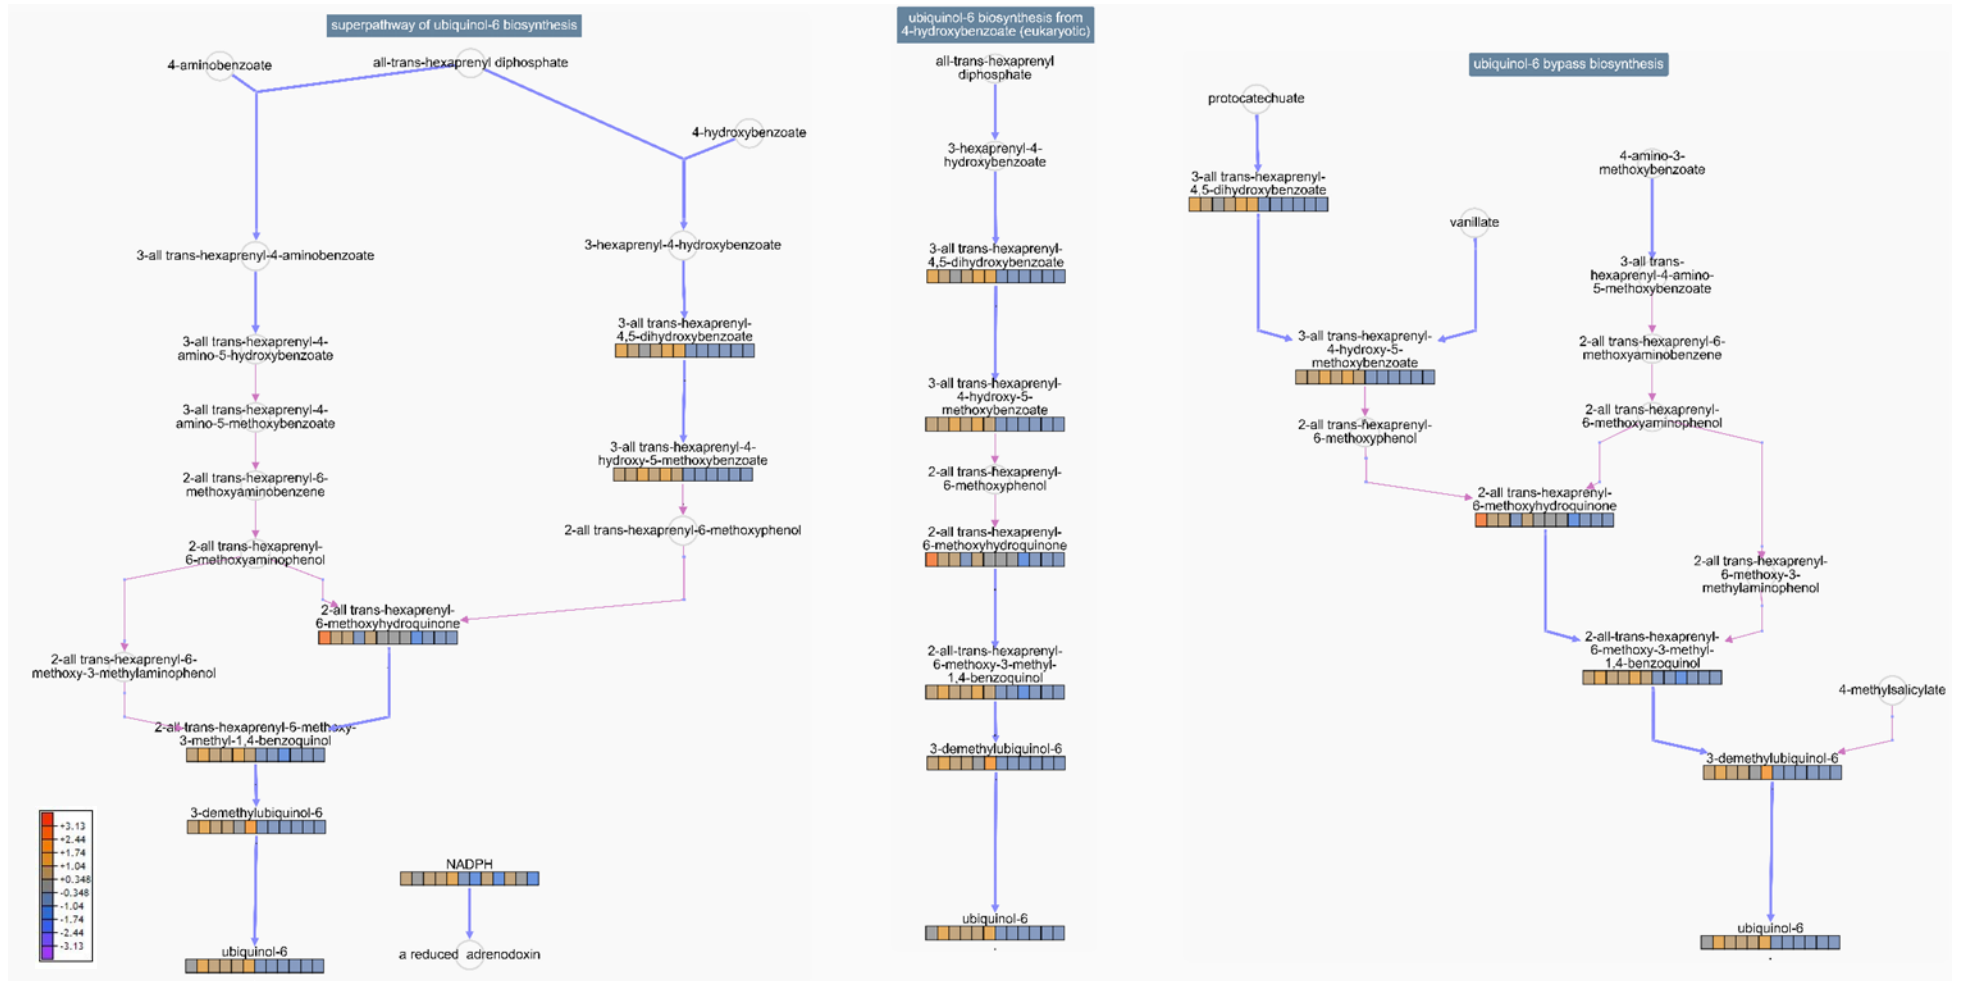 superpathway of ubiquinol-6 biosynthesis
4-aminobenzoate
all-trans-hexaprenyl diphosphate
4-hydroxybenzoate
3-all trans-hexaprenyl-4-aminobenzoate
3-hexaprenyl-4-hydroxybenzoate
3-all trans-hexaprenyl-4-
amino-5-hydroxybenzoate
3-all trans-hexaprenyl-
4,5-dihydroxybenzoate
3-all trans-hexaprenyl-4-
amino-5-methoxybenzoate
3-all trans-hexaprenyl-4-
hydroxy-5-methoxybenzoate
2-all trans-hexaprenyl-6-
methoxyaminobenzene
2-all trans-hexaprenyl-6-methoxyphenol
2-all trans-hexaprenyl-
6-methoxyaminophenol
2-all trans-hexaprenyl-
6-methoxyhydroquinone
2-all trans-hexaprenyl-6-
methoxy-3-methylaminophenol
2-all-trans-hexaprenyl-6-methoxy-
3-methyl-1,4-benzoquinol
3-demethylubiquinol-6
ubiquinol-6
NADPH
a reduced adrenodoxin
+3.13
+2.44
+1.74
+1.04
+0.348
-0.348
-1.04
-1.74
-2.44
-3.13
ubiquinol-6 biosynthesis from
4-hydroxybenzoate (eukaryotic)
all-trans-hexaprenyl
diphosphate
3-hexaprenyl-4-
hydroxybenzoate
3-all trans-hexaprenyl-
4,5-dihydroxybenzoate
3-all trans-hexaprenyl-
4-hydroxy-5-
methoxybenzoate
2-all trans-hexaprenyl-
6-methoxyphenol
2-all trans-hexaprenyl-
6-methoxyhydroquinone
2-all-trans-hexaprenyl-
6-methoxy-3-methyl-
1,4-benzoquinol
3-demethylubiquinol-6
ubiquinol-6
ubiquinol-6 bypass biosynthesis
protocatechuate
3-all trans-hexaprenyl-
4,5-dihydroxybenzoate
vanillate
4-amino-3-
methoxybenzoate
3-all trans-
hexaprenyl-4-amino-
5-methoxybenzoate
3-all trans-hexaprenyl-
4-hydroxy-5-
methoxybenzoate
2-all trans-hexaprenyl-6-
methoxyaminobenzene
2-all trans-hexaprenyl-
6-methoxyphenol
2-all trans-hexaprenyl-
6-methoxyaminophenol
2-all trans-hexaprenyl-
6-methoxyhydroquinone
2-all trans-hexaprenyl-
6-methoxy-3-
methylaminophenol
2-all-trans-hexaprenyl-
6-methoxy-3-methyl-
1,4-benzoquinol
4-methylsalicylate
3-demethylubiquinol-6
ubiquinol-6